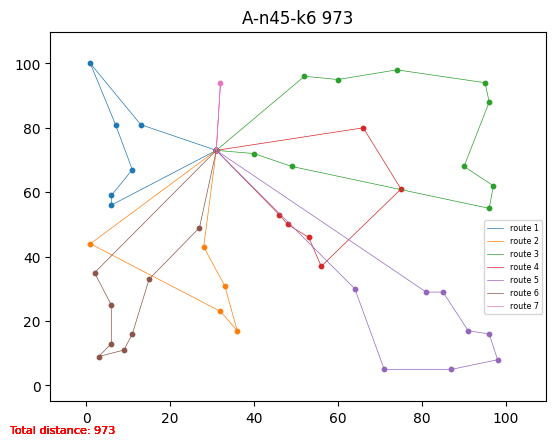 A-n45-k6 973
100
80
60
40
20
0
route 1
route 2
route 3
route 4
route 5
route 6
route 7
0 20 40 60 80 100
Total distance: 973